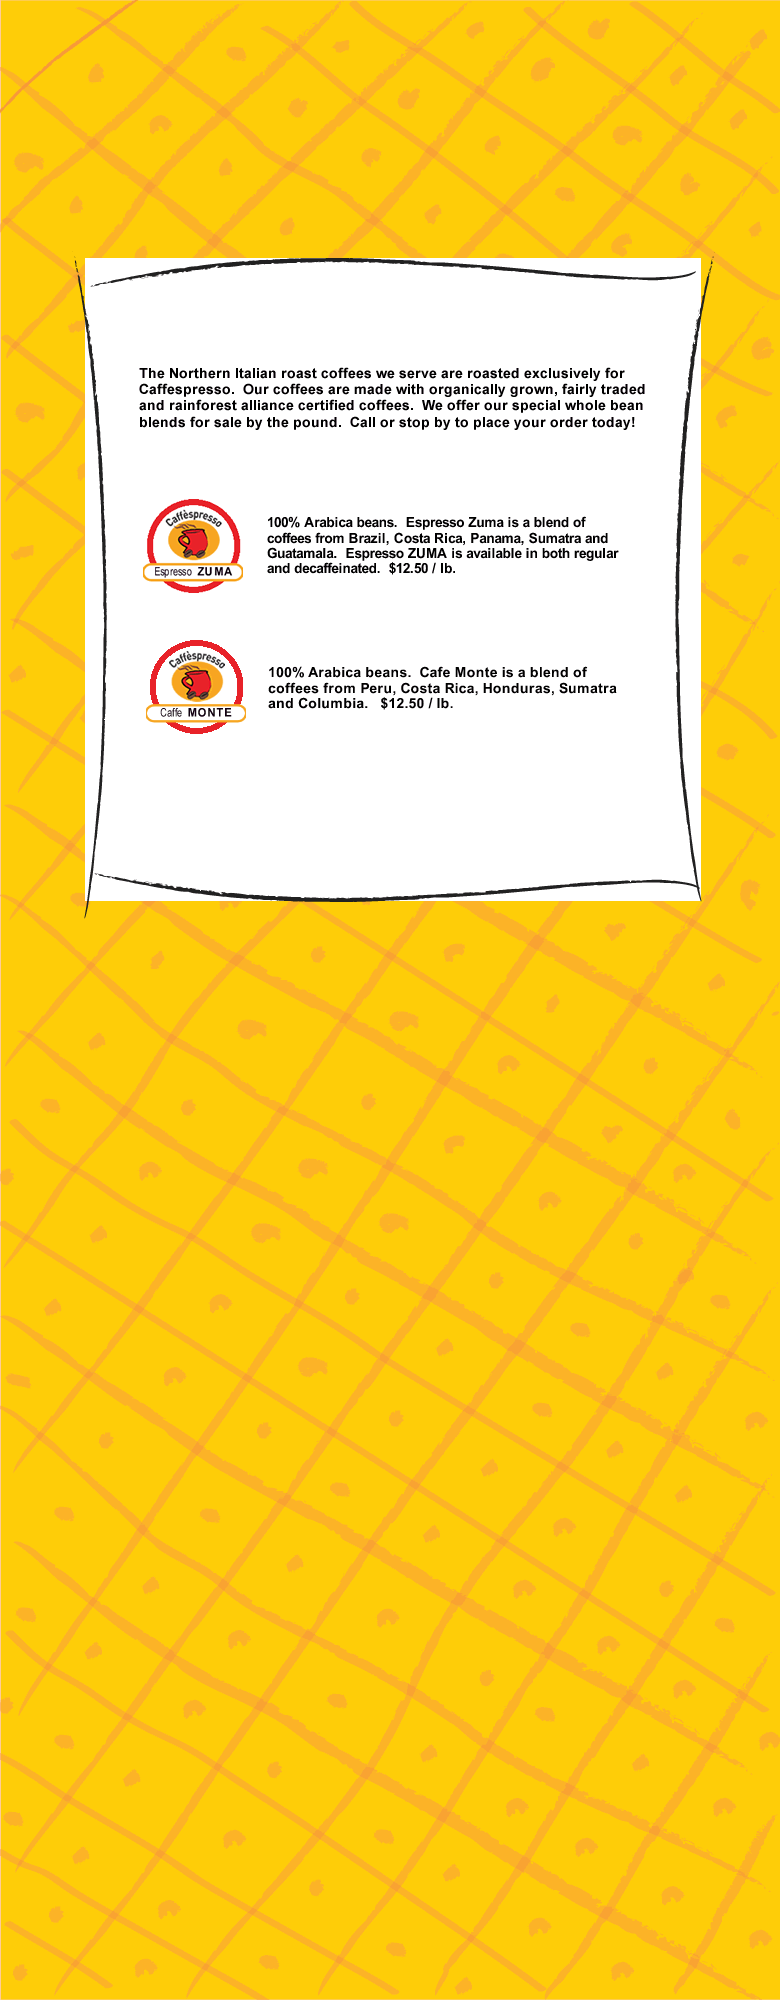 The Northern Italian roast coffees we serve are roasted exclusively for
Caffespresso. Our coffees are made with organically grown, fairly traded
and rainforest alliance certified coffees. We offer our special whole bean
blends for sale by the pound. Call or stop by to place your order today!
Caffèspresso
Espresso ZUMA
100% Arabica beans. Espresso Zuma is a blend of
coffees from Brazil, Costa Rica, Panama, Sumatra and
Guatamala. Espresso ZUMA is available in both regular
and decaffeinated. $12.50 / lb.
Caffèspresso
Caffe MONTE
100% Arabica beans. Cafe Monte is a blend of
coffees from Peru, Costa Rica, Honduras, Sumatra
and Columbia. $12.50 / lb.